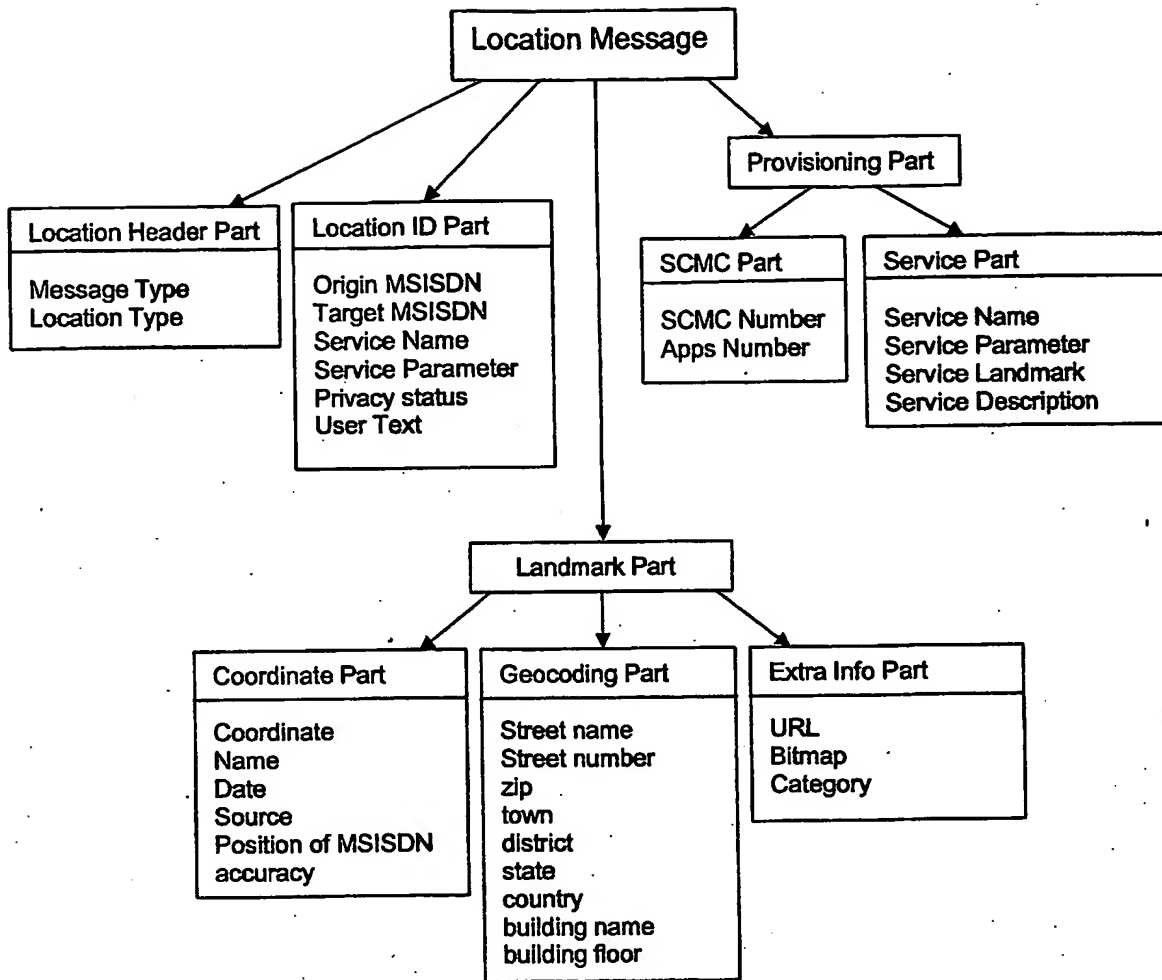 Location Message
Provisioning Part
Location Header Part
Message Type
Location Type
Location ID Part
Origin MSISDN
Target MSISDN
Service Name
Service Parameter
Privacy status
User Text
SCMC Part
SCMC Number
Apps Number
Service Part
Service Name
Service Parameter
Service Landmark
Service Description
Landmark Part
Coordinate Part
Coordinate
Name
Date
Source
Position of MSISDN
accuracy
Geocoding Part
Street name
Street number
zip
town
district
state
country
building name
building floor
Extra Info Part
URL
Bitmap
Category